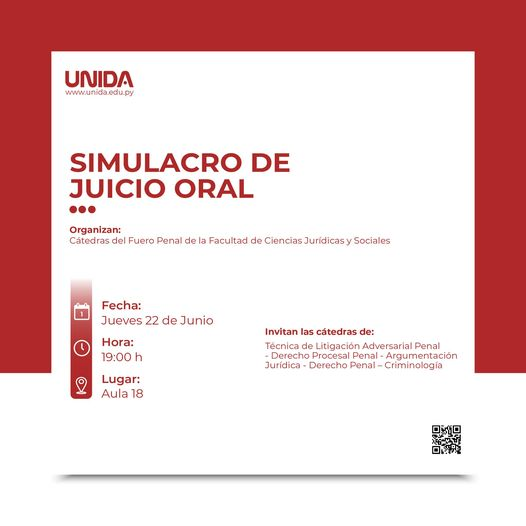 UNIDA
www.unida.edu.py
SIMULACRO DE
JUICIO ORAL
Organizan:
Cátedras del Fuero Penal de la Facultad de Ciencias Jurídicas y Sociales
1
Fecha:
Jueves 22 de Junio
Hora:
19:00 h
Lugar:
Aula 18
Invitan las cátedras de:
Técnica de Litigación Adversarial Penal
- Derecho Procesal Penal - Argumentación
Jurídica - Derecho Penal – Criminología